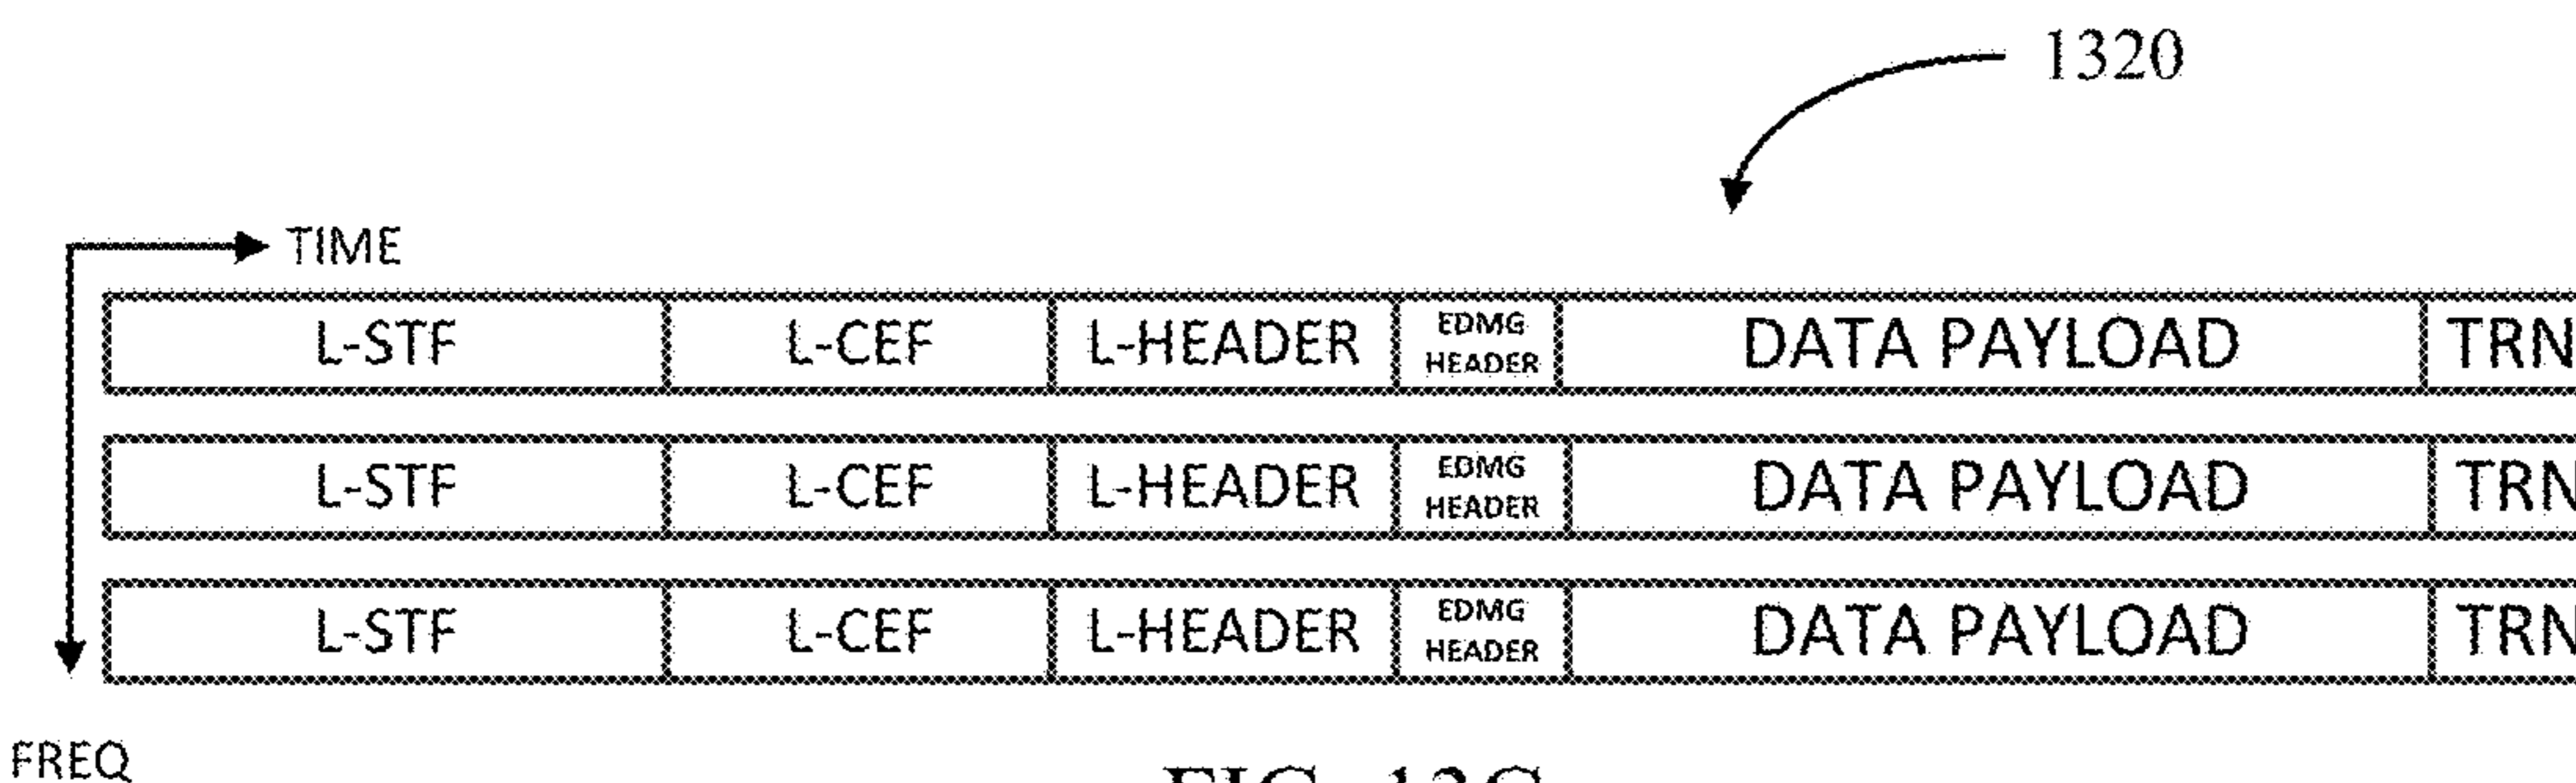 1320
TIME
L-STF L-CEF L-HEADER EDMG HEADER DATA PAYLOAD TRN
L-STF L-CEF L-HEADER EDMG HEADER DATA PAYLOAD TRN
L-STF L-CEF L-HEADER EDMG HEADER DATA PAYLOAD TRN
FREQ